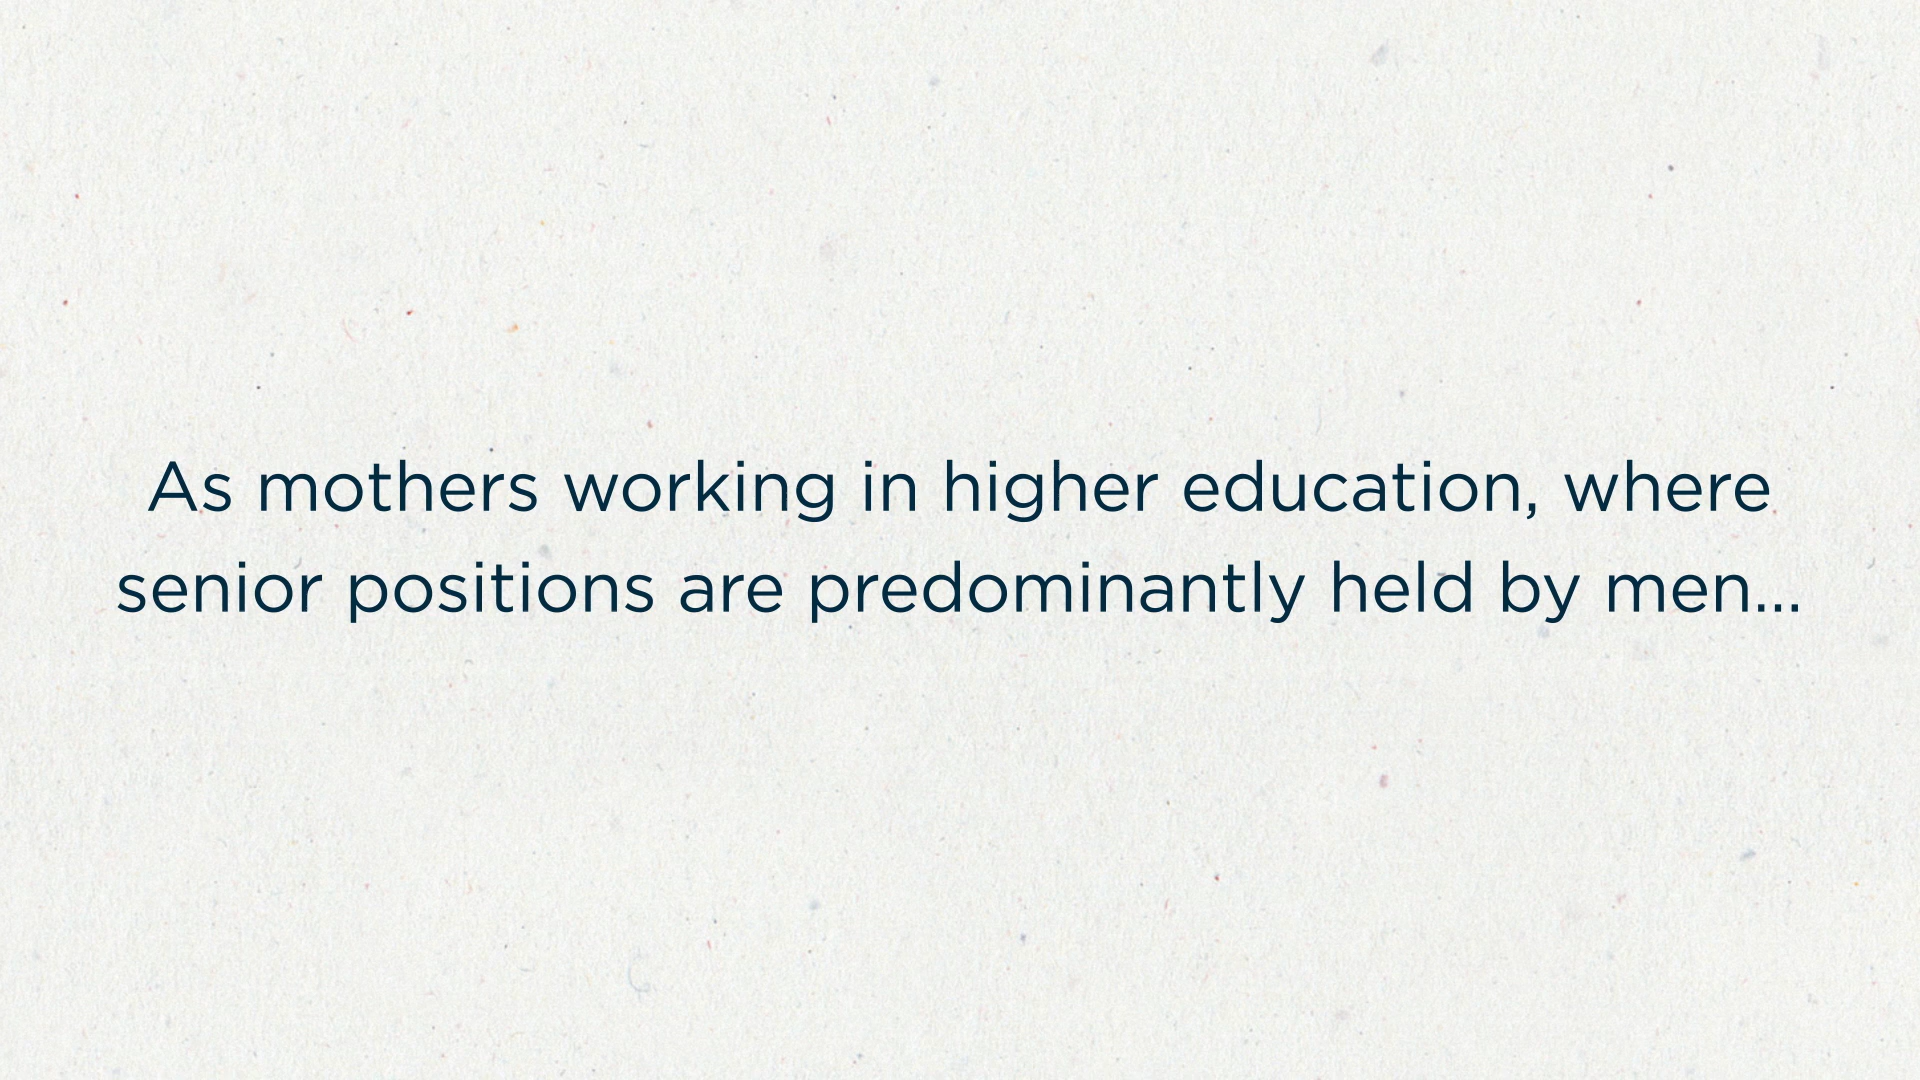 As mothers working in higher education, where
senior positions are predominantly held by men...